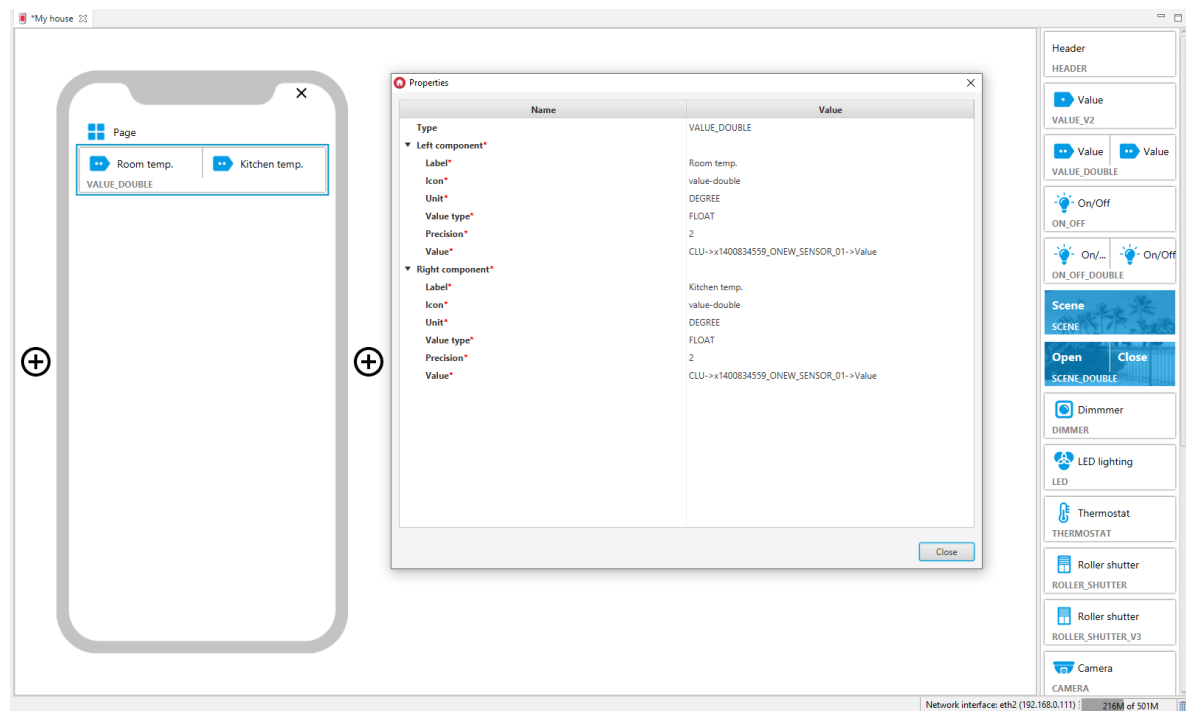 *My house
Page
Room temp.
Kitchen temp.
VALUE_DOUBLE
Properties
Name
Value
Type
VALUE_DOUBLE
Left component*
Label*
Room temp.
Icon*
value-double
Unit*
DEGREE
Value type*
FLOAT
Precision*
2
Value*
CLU->x1400834559_ONEW_SENSOR_01->Value
Right component*
Label*
Kitchen temp.
Icon*
value-double
Unit*
DEGREE
Value type*
FLOAT
Precision*
2
Value*
CLU->x1400834559_ONEW_SENSOR_01->Value
Close
Header
HEADER
Value
VALUE_V2
Value
Value
VALUE_DOUBLE
On/Off
ON_OFF
On/...
On/Off
ON_OFF_DOUBLE
Scene
SCENE
Open
Close
SCENE_DOUBLE
Dimmmer
DIMMER
LED lighting
LED
Thermostat
THERMOSTAT
Roller shutter
ROLLER_SHUTTER
Roller shutter
ROLLER_SHUTTER_V3
Camera
CAMERA
Network interface: eth2 (192.168.0.111)
216M of 501M